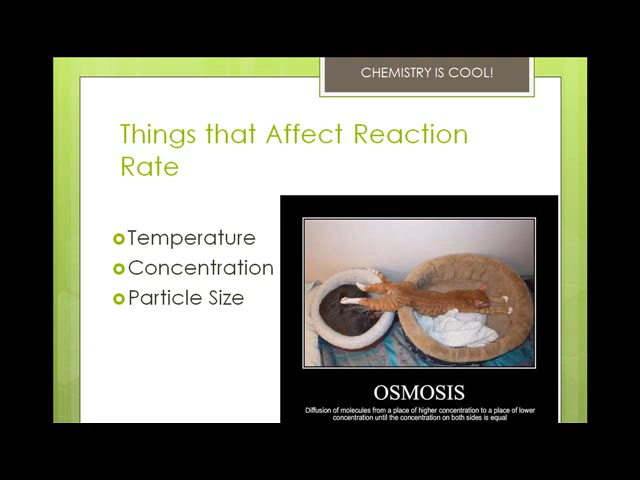 CHEMISTRY IS COOL!
Things that Affect Reaction
Rate
Temperature
Concentration
Particle Size
OSMOSIS
Diffusion of molecules from a place of higher concentration to a place of lower
concentration until the concentration on both sides is equal